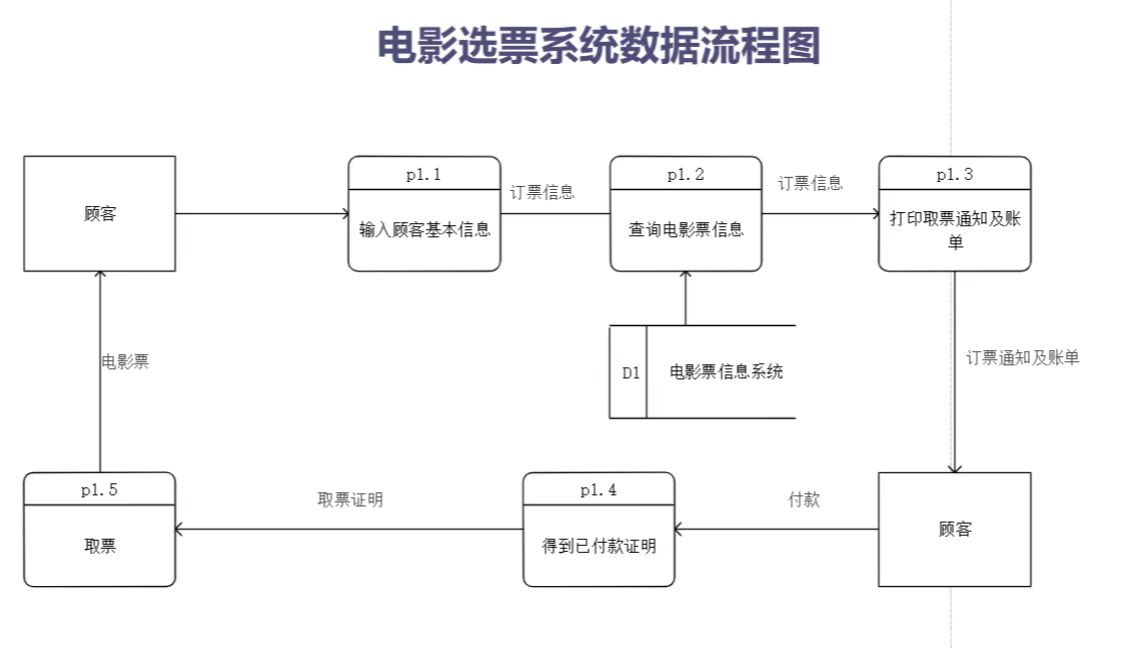 电影选票系统数据流程图
顾客
p1.1
输入顾客基本信息
订票信息
p1.2
查询电影票信息
订票信息
p1.3
打印取票通知及账
单
D1
电影票信息系统
电影票
订票通知及账单
p1.5
取票
取票证明
p1.4
得到已付款证明
付款
顾客